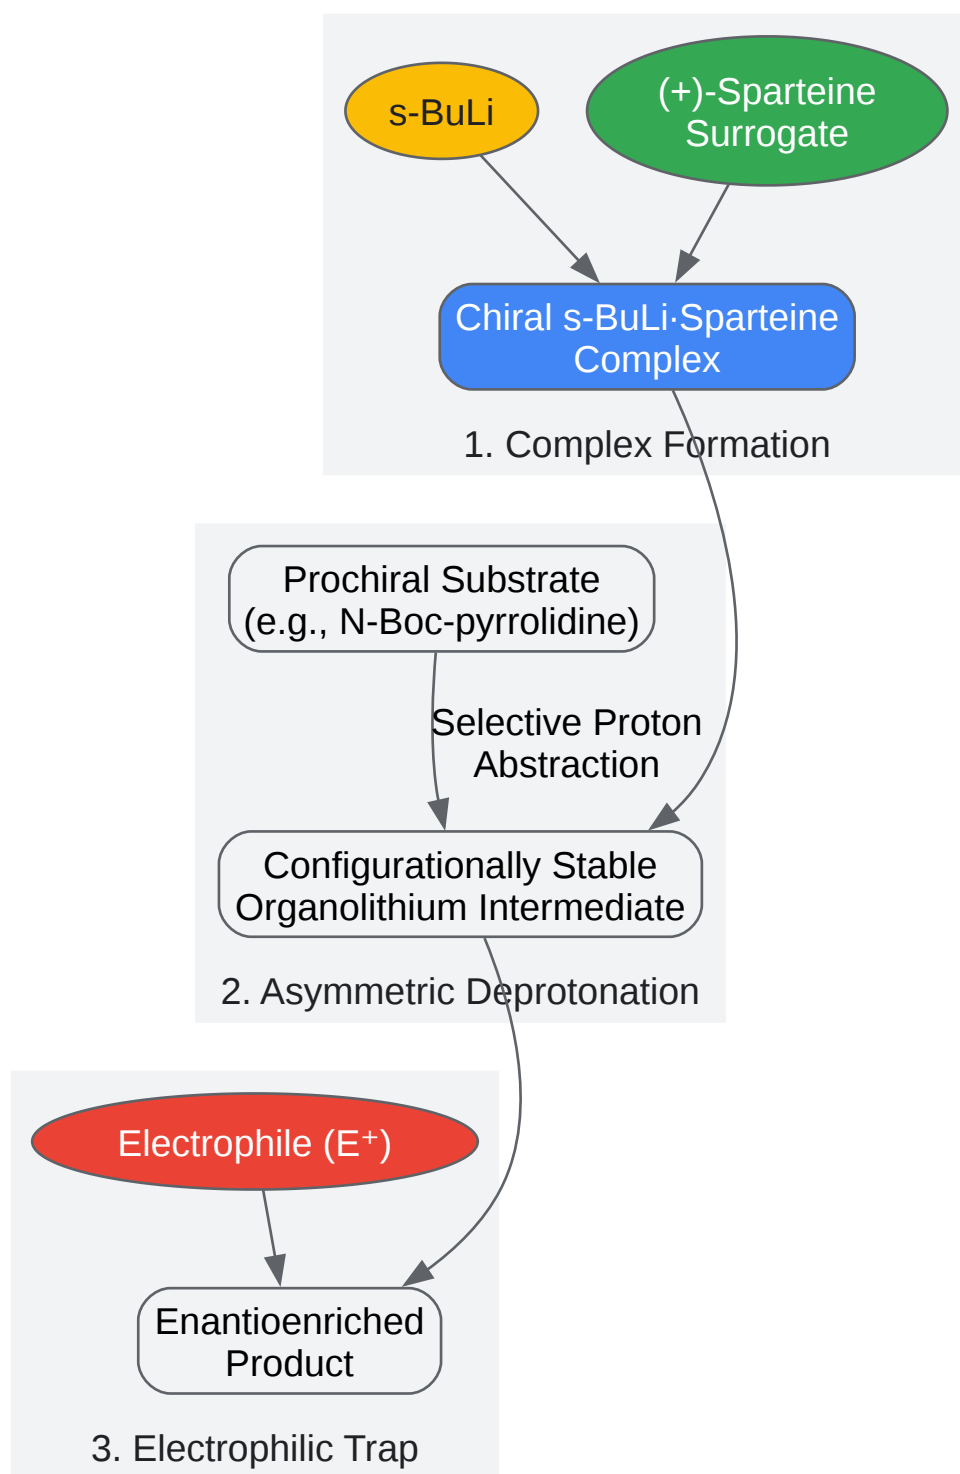 s-BuLi
(+)-Sparteine
Surrogate
Chiral s-BuLi·Sparteine
Complex
1. Complex Formation
Prochiral Substrate
(e.g., N-Boc-pyrrolidine)
Selective Proton
Abstraction
Configurationally Stable
Organolithium Intermediate
2. Asymmetric Deprotonation
Electrophile (E⁺)
Enantioenriched
Product
3. Electrophilic Trap